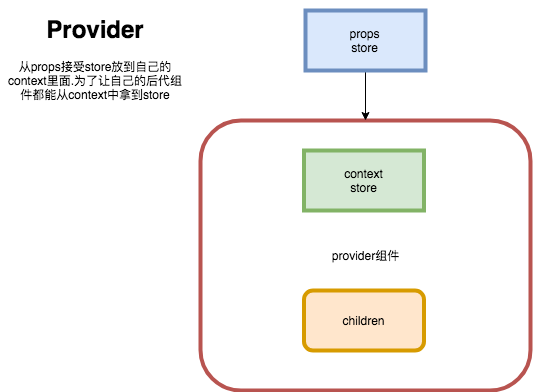 Provider
从props接受store放到自己的
context里面.为了让自己的后代组
件都能从context中拿到store
props
store
context
store
provider组件
children